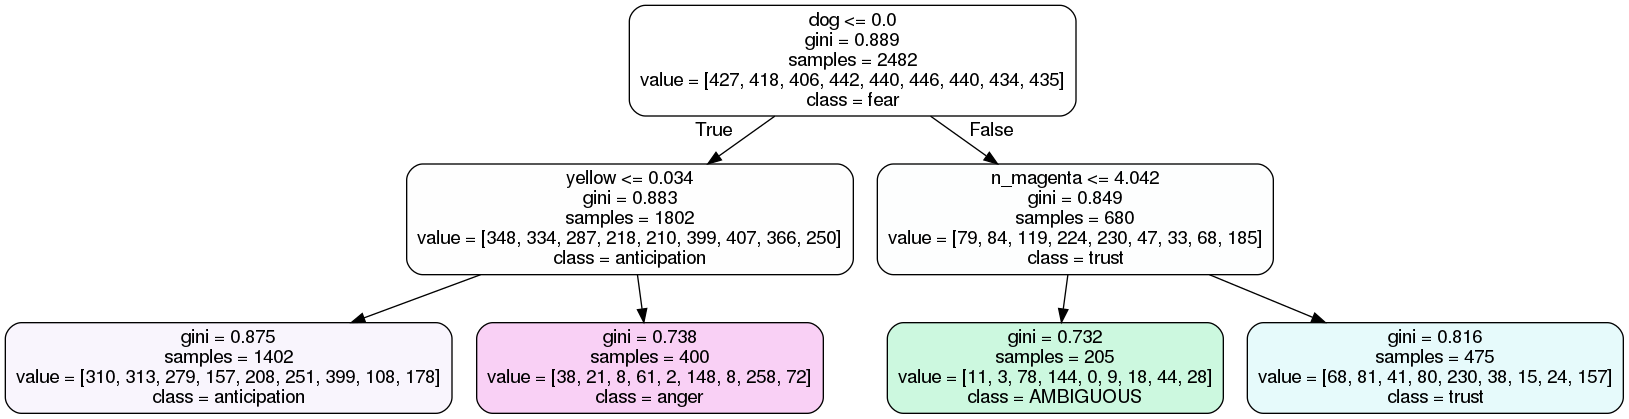 dog <= 0.0
gini = 0.889
samples = 2482
value = [427, 418, 406, 442, 440, 446, 440, 434, 435]
class = fear
True
False
yellow <= 0.034
gini = 0.883
samples = 1802
value = [348, 334, 287, 218, 210, 399, 407, 366, 250]
class = anticipation
n_magenta <= 4.042
gini = 0.849
samples = 680
value = [79, 84, 119, 224, 230, 47, 33, 68, 185]
class = trust
gini = 0.875
samples = 1402
value = [310, 313, 279, 157, 208, 251, 399, 108, 178]
class = anticipation
gini = 0.738
samples = 400
value = [38, 21, 8, 61, 2, 148, 8, 258, 72]
class = anger
gini = 0.732
samples = 205
value = [11, 3, 78, 144, 0, 9, 18, 44, 28]
class = AMBIGUOUS
gini = 0.816
samples = 475
value = [68, 81, 41, 80, 230, 38, 15, 24, 157]
class = trust